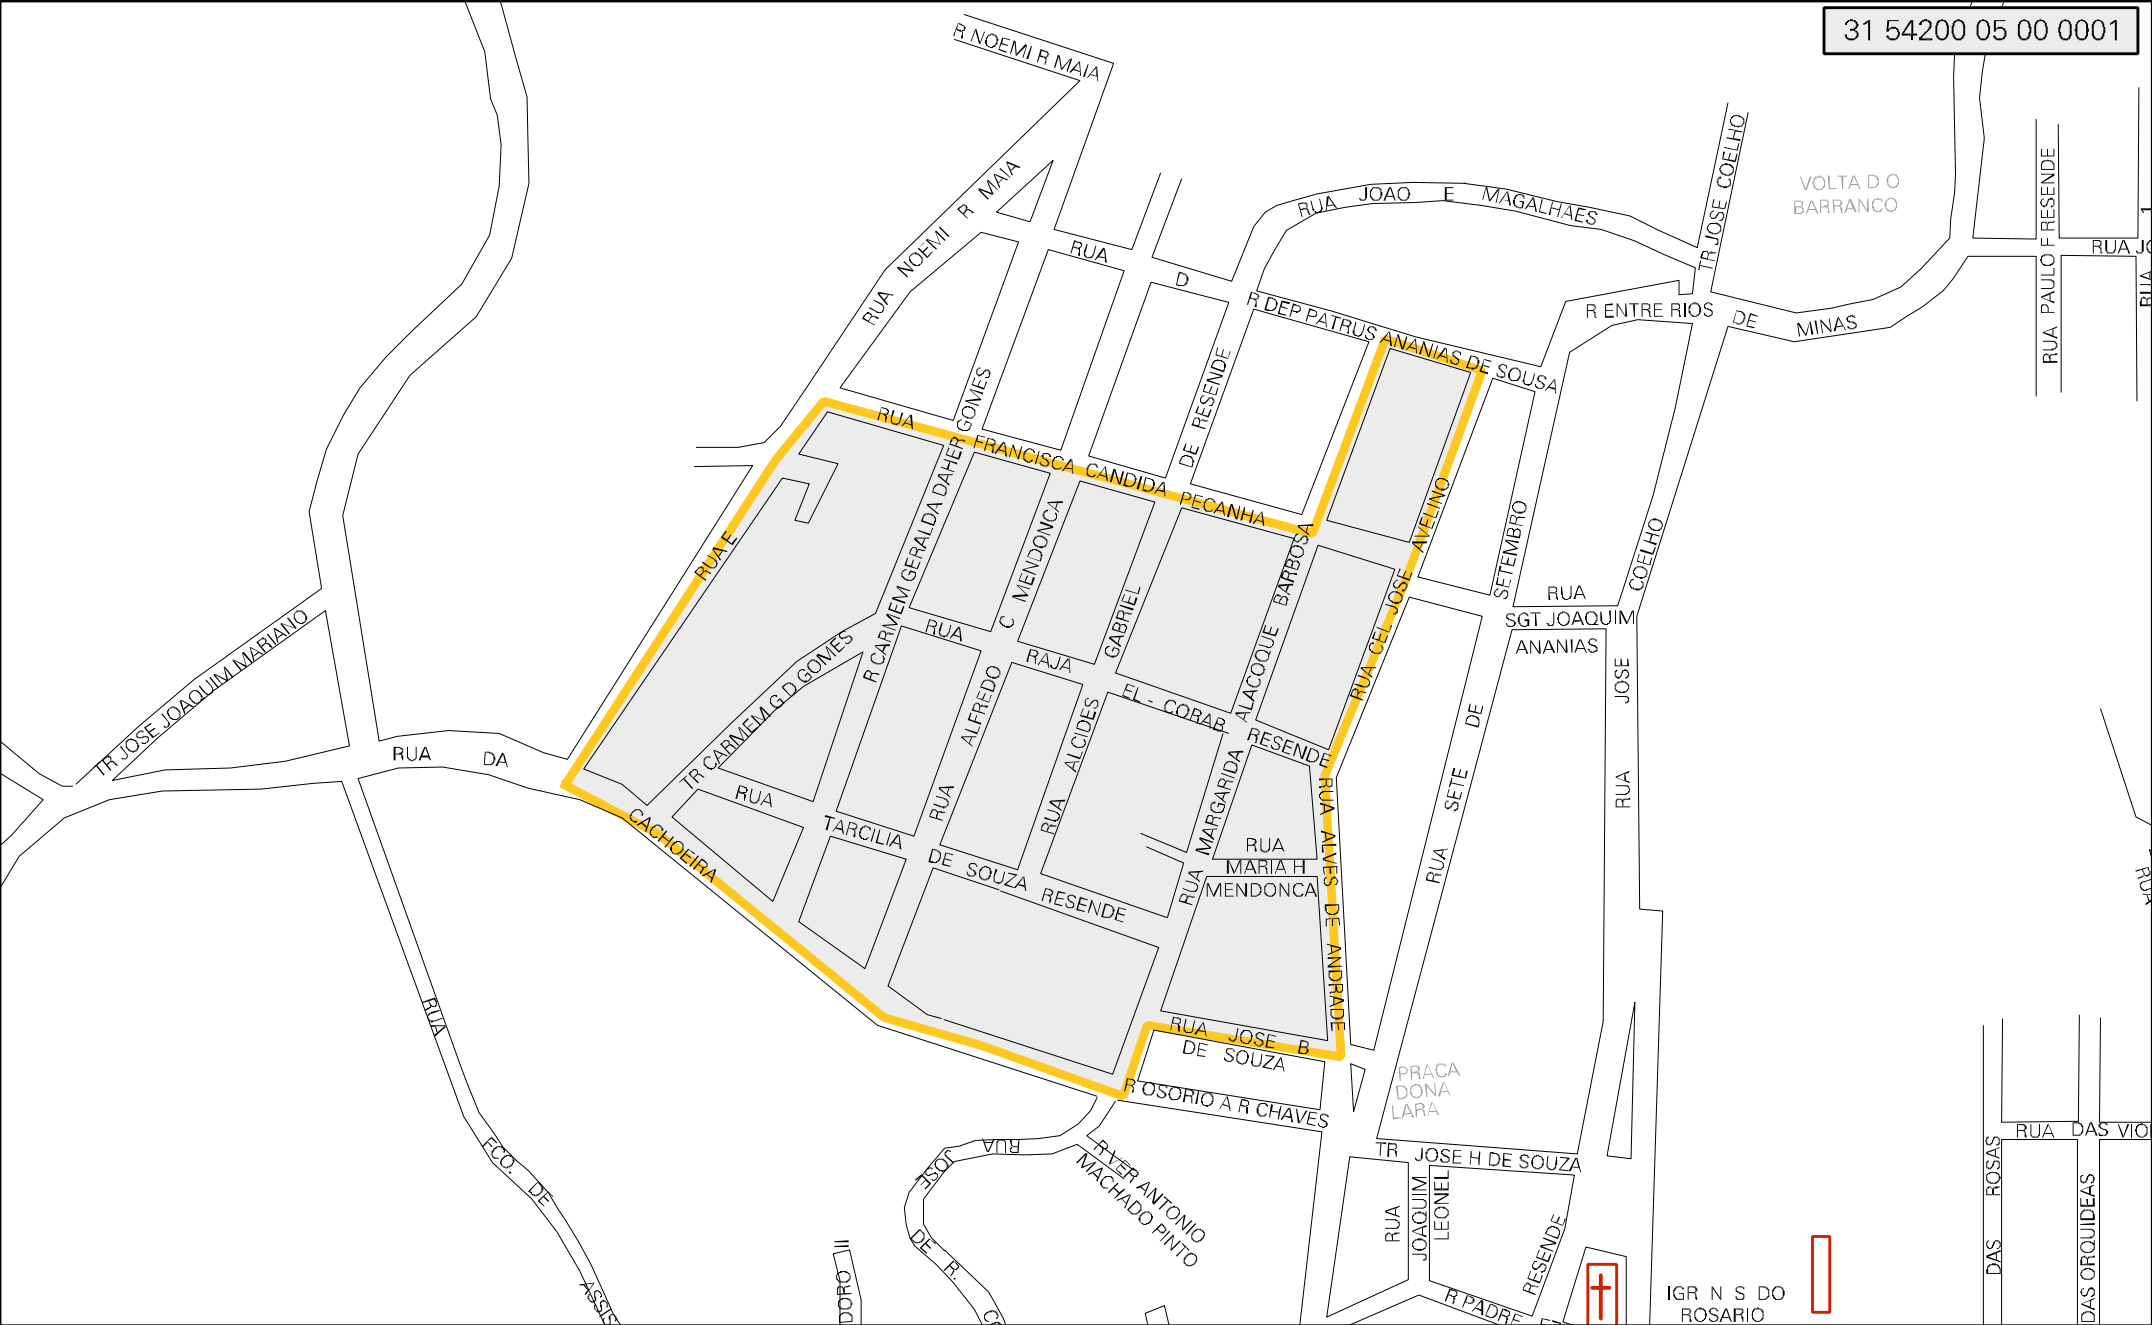 31 54200 05 00 0001
R NOEMI R MAIA
RUA NOEMI R MAIA
RUA D
RUA JOAO E MAGALHAES
TR JOSE COELHO
VOLTA D O
BARRANCO
RUA PAULO F RESENDE
RUA JO
RUA 1
R DEP PATRUS ANANIAS DE SOUSA
R ENTRE RIOS DE MINAS
RUA FRANCISCA CANDIDA PECANHA
R CARMEM GERALDA DAHER GOMES
DE RESENDE
RUA E
RUA ALFREDO C MENDONCA
RUA ALCIDES GABRIEL
RUA MARGARIDA ALACOQUE BARBOSA
RUA CEL JOSE AVELINO
RUA SETE DE SETEMBRO
RUA
SGT JOAQUIM
ANANIAS
RUA JOSE COELHO
TR JOSE JOAQUIM MARIANO
RUA DA CACHOEIRA
TR CARMEM G D GOMES
RUA RAJA EL - CORAB RESENDE
RUA TARCILIA DE SOUZA RESENDE
RUA
MARIA H
MENDONCA
RUA ALVES DE ANDRADE
RUA JOSE B
DE SOUZA
R OSORIO A R CHAVES
PRACA
DONA
LARA
TR JOSE H DE SOUZA
RUA
JOAQUIM
LEONEL
RESENDE
R PADRE
RUA FCO. DE ASSIS
RUA JOSE DE R. CO
R VER ANTONIO
MACHADO PINTO
DORO III
IGR N S DO
ROSARIO
DAS ROSAS
RUA DAS VIO
DAS ORQUIDEAS
RUA